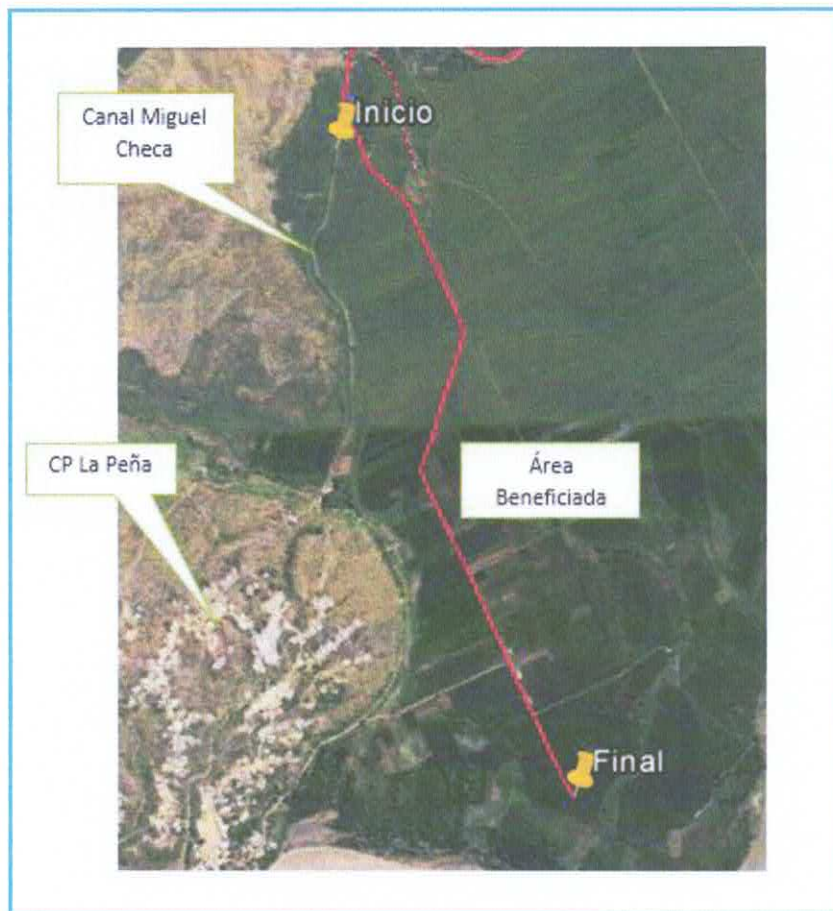 Inicio
Canal Miguel
Checa
CP La Peña
Área
Beneficiada
Final